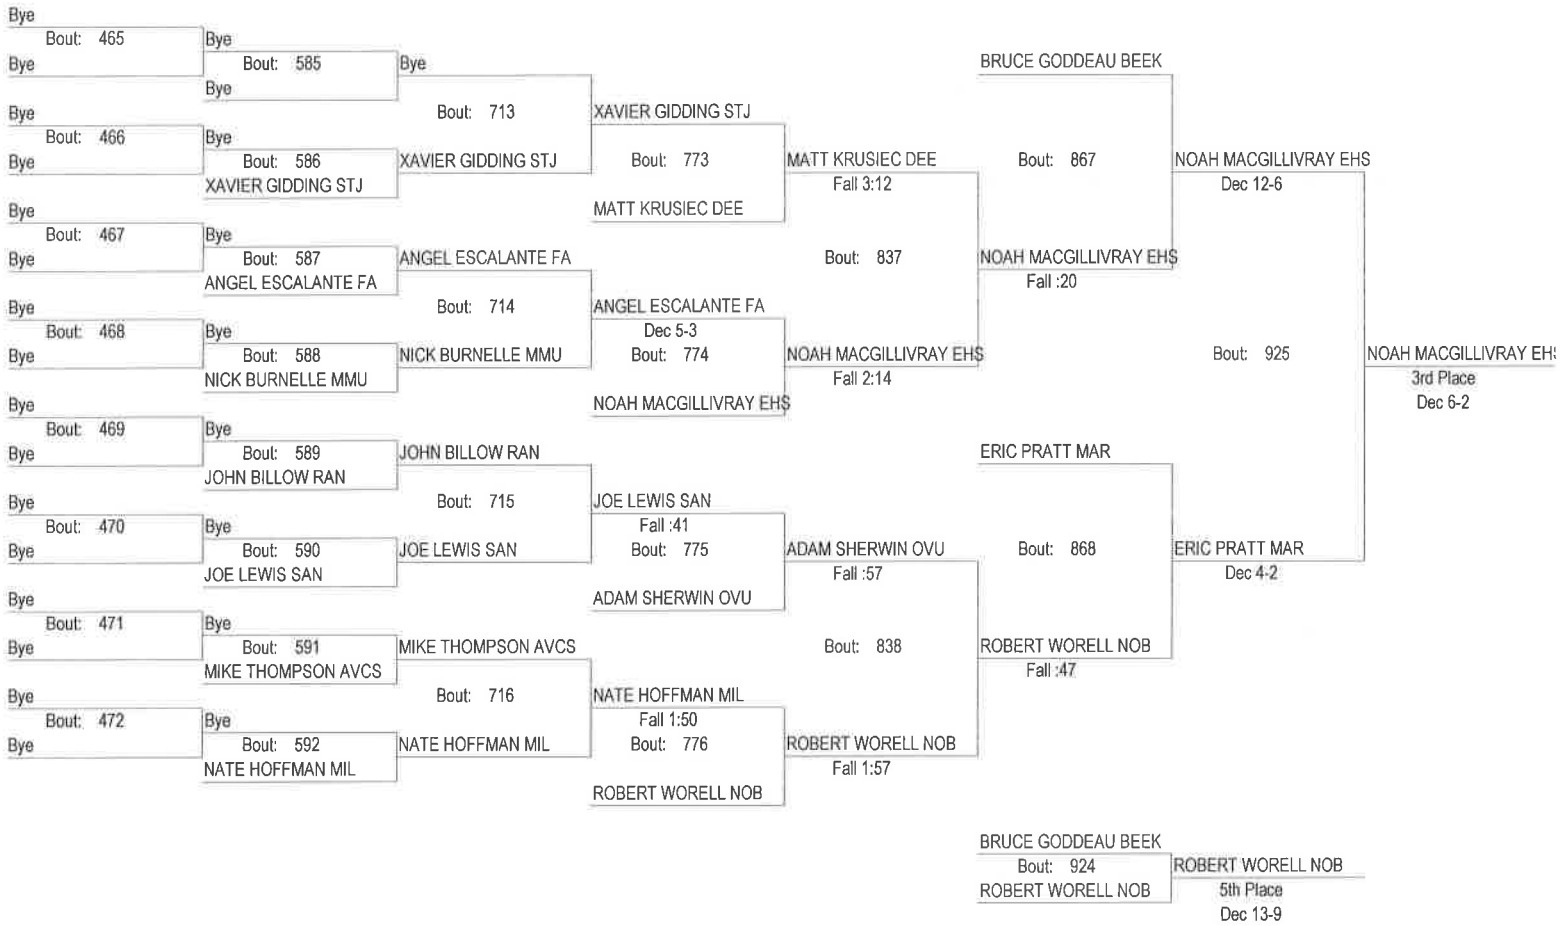 Bye
Bout: 465
Bye
Bye
Bout: 585
Bye
Bye
Bout: 466
Bye
Bye
Bout: 586
XAVIER GIDDING STJ
Bye
Bout: 713
XAVIER GIDDING STJ
Bye
Bout: 467
Bye
Bye
Bout: 587
ANGEL ESCALANTE FA
Bye
Bout: 468
Bye
Bye
Bout: 588
NICK BURNELLE MMU
ANGEL ESCALANTE FA
Bout: 714
NICK BURNELLE MMU
Bye
Bout: 469
Bye
Bye
Bout: 589
JOHN BILLOW RAN
Bye
Bout: 470
Bye
Bye
Bout: 590
JOE LEWIS SAN
JOHN BILLOW RAN
Bout: 715
JOE LEWIS SAN
Bye
Bout: 471
Bye
Bye
Bout: 591
MIKE THOMPSON AVCS
Bye
Bout: 472
Bye
Bye
Bout: 592
NATE HOFFMAN MIL
MIKE THOMPSON AVCS
Bout: 716
NATE HOFFMAN MIL
XAVIER GIDDING STJ
Bout: 773
MATT KRUSIEC DEE
ANGEL ESCALANTE FA
Dec 5-3
Bout: 774
NOAH MACGILLIVRAY EHS
JOE LEWIS SAN
Fall :41
Bout: 775
ADAM SHERWIN OVU
NATE HOFFMAN MIL
Fall 1:50
Bout: 776
ROBERT WORELL NOB
MATT KRUSIEC DEE
Fall 3:12
Bout: 837
NOAH MACGILLIVRAY EHS
Fall 2:14
ADAM SHERWIN OVU
Fall :57
Bout: 838
ROBERT WORELL NOB
Fall 1:57
BRUCE GODDEAU BEEK
Bout: 867
NOAH MACGILLIVRAY EHS
Fall :20
ERIC PRATT MAR
Bout: 868
ROBERT WORELL NOB
Fall :47
NOAH MACGILLIVRAY EHS
Dec 12-6
Bout: 925
ERIC PRATT MAR
Dec 4-2
NOAH MACGILLIVRAY EH
3rd Place
Dec 6-2
BRUCE GODDEAU BEEK
Bout: 924
ROBERT WORELL NOB
ROBERT WORELL NOB
5th Place
Dec 13-9